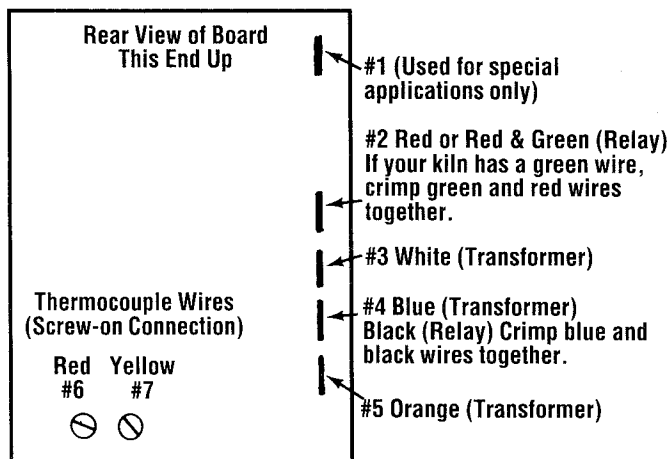 Rear View of Board
This End Up
#1 (Used for special
applications only)
#2 Red or Red & Green (Relay)
If your kiln has a green wire,
crimp green and red wires
together.
#3 White (Transformer)
#4 Blue (Transformer)
Black (Relay) Crimp blue and
black wires together.
#5 Orange (Transformer)
Thermocouple Wires
(Screw-on Connection)
Red Yellow
#6 #7